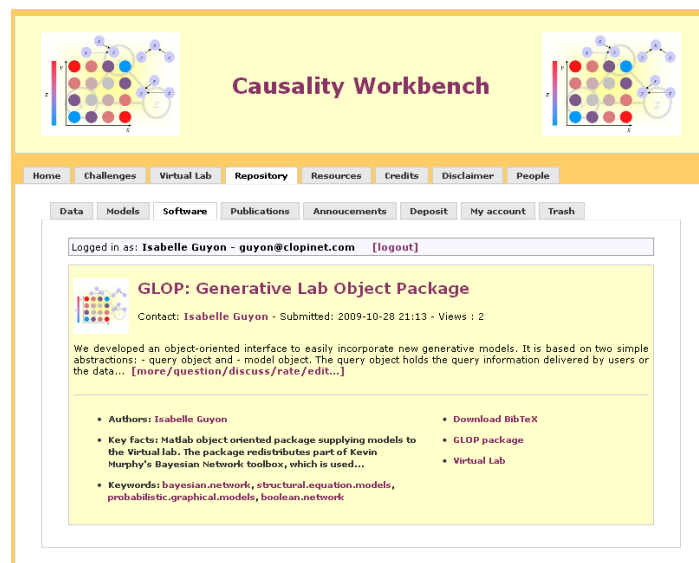 Causality Workbench
Home Challenges Virtual Lab Repository Resources Credits Disclaimer People
Data Models Software Publications Annoucements Deposit My account Trash
Logged in as: Isabelle Guyon - guyon@clopinet.com [logout]
GLOP: Generative Lab Object Package
Contact: Isabelle Guyon - Submitted: 2009-10-28 21:13 - Views : 2
We developed an object-oriented interface to easily incorporate new generative models. It is based on two simple
abstractions: - query object and - model object. The query object holds the query information delivered by users or
the data... [more/question/discuss/rate/edit...]
• Authors: Isabelle Guyon
• Key facts: Matlab object oriented package supplying models to
the Virtual lab. The package redistributes part of Kevin
Murphy's Bayesian Network toolbox, which is used...
• Keywords: bayesian.network, structural.equation.models,
probabilistic.graphical.models, boolean.network
• Download BibTeX
• GLOP package
• Virtual Lab